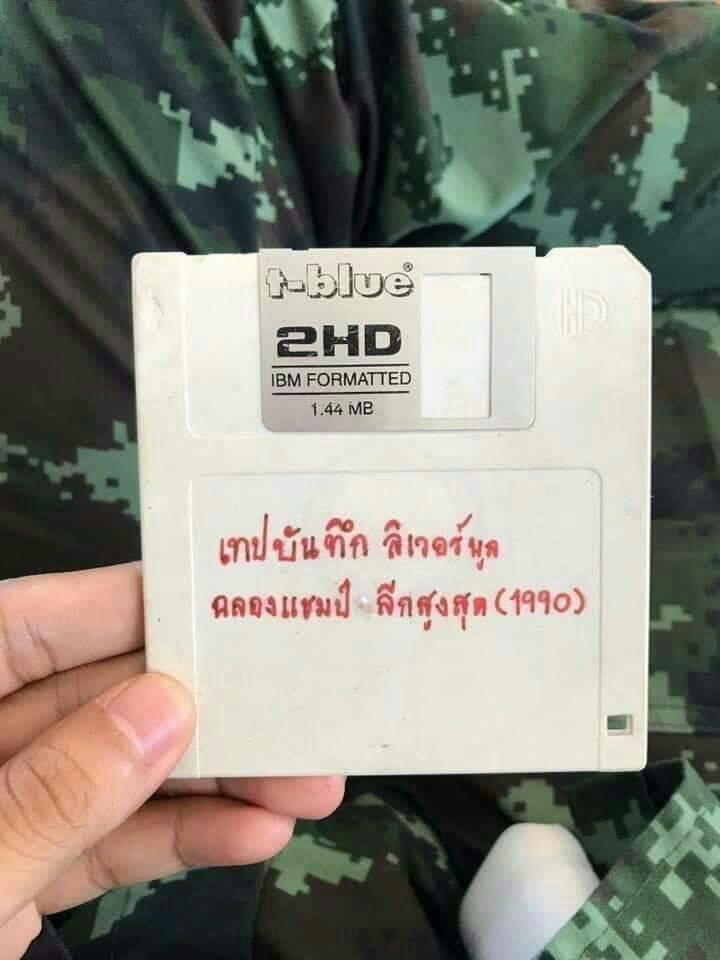 t-blue®
HD
2HD
IBM FORMATTED
1.44 MB
เทปบันทึก ลิเวอร์พูล
ฉลองแชมป์ ลีกสูงสุด (1990)